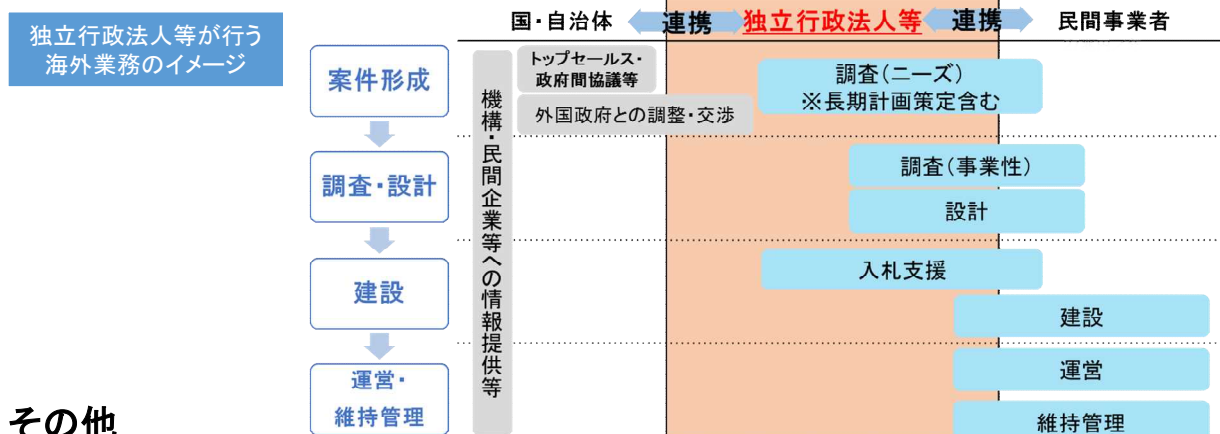 独立行政法人等が行う
海外業務のイメージ
国・自治体
連携
独立行政法人等
連携
民間事業者
案件形成
調査・設計
建設
運営・
維持管理
機構・民間企業等への情報提供等
トップセールス・
政府間協議等
外国政府との調整・交渉
調査(ニーズ)
※長期計画策定含む
調査(事業性)
設計
入札支援
建設
運営
維持管理
その他